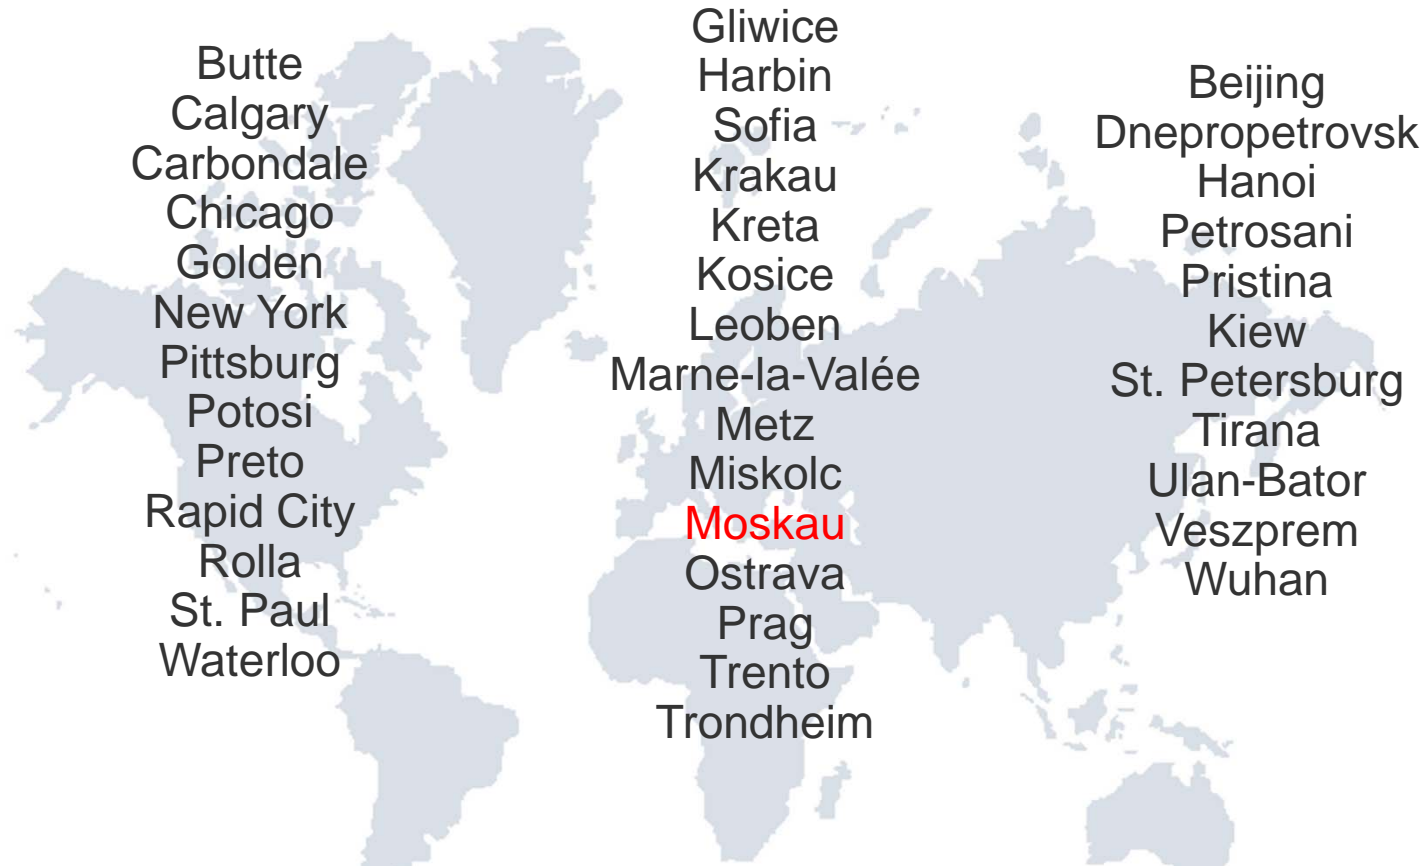 Butte
Calgary
Carbondale
Chicago
Golden
New York
Pittsburg
Potosi
Preto
Rapid City
Rolla
St. Paul
Waterloo
Gliwice
Harbin
Sofia
Krakau
Kreta
Kosice
Leoben
Marne-la-Valée
Metz
Miskolc
Moskau
Ostrava
Prag
Trento
Trondheim
Beijing
Dnepropetrovsk
Hanoi
Petrosani
Pristina
Kiew
St. Petersburg
Tirana
Ulan-Bator
Veszprem
Wuhan